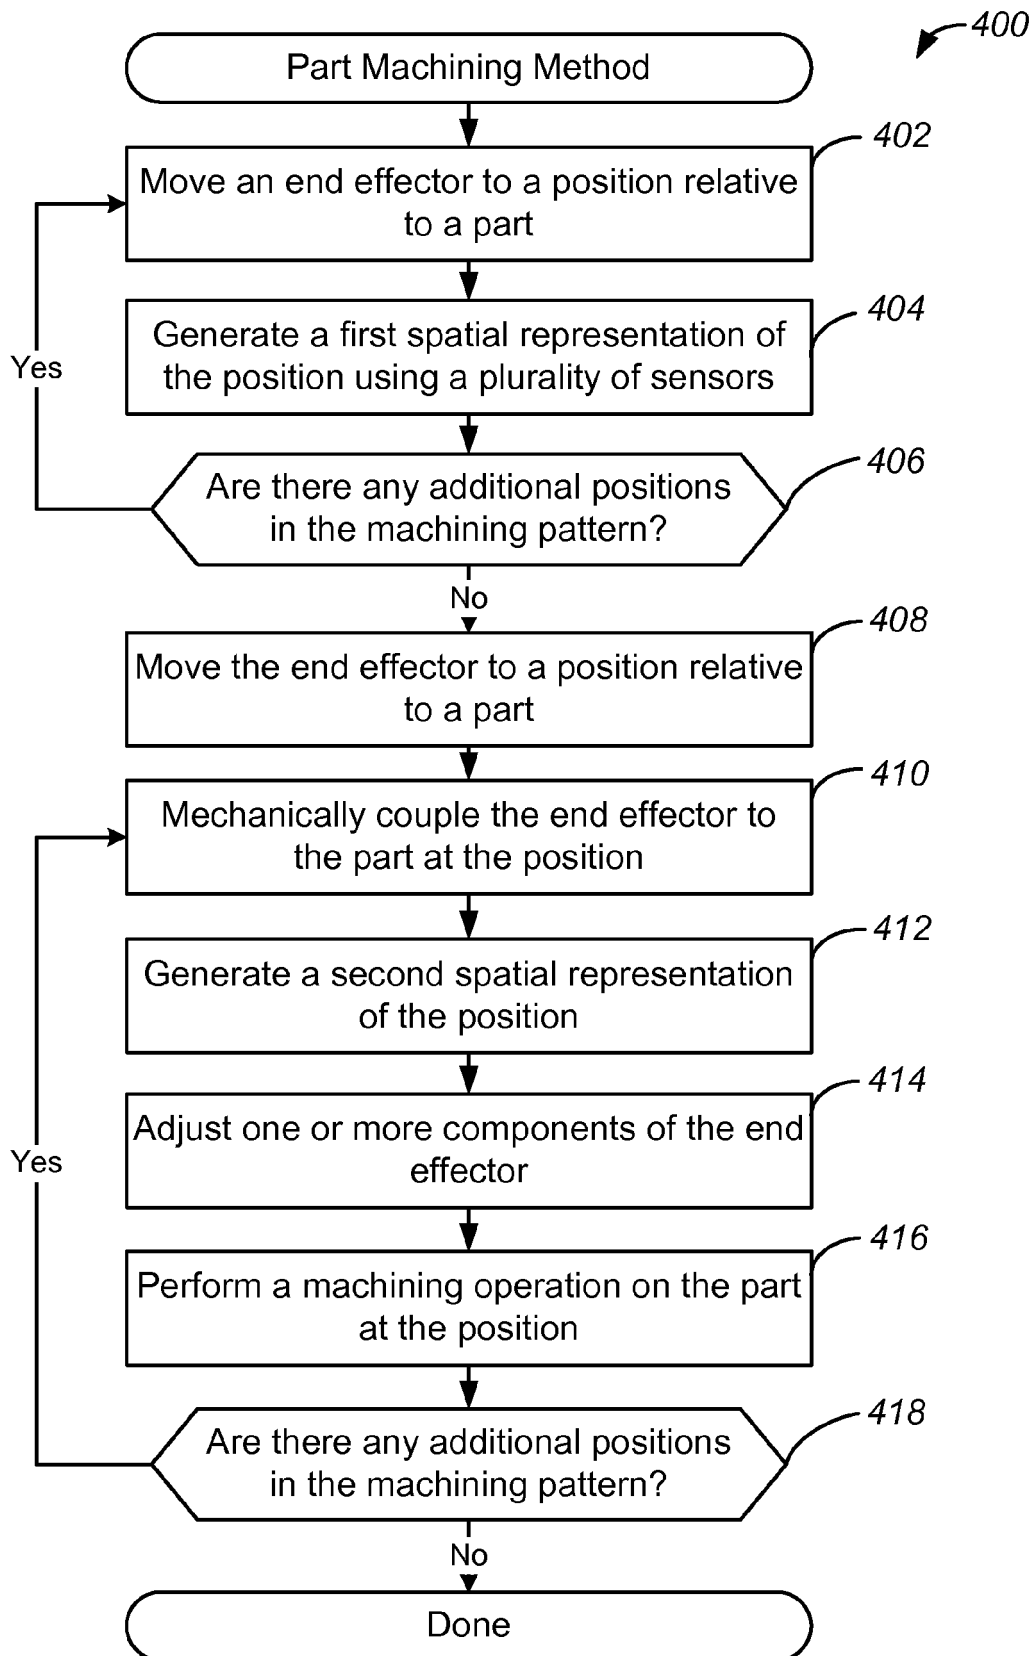 400
Part Machining Method
402
Move an end effector to a position relative
to a part
404
Generate a first spatial representation of
the position using a plurality of sensors
Yes
406
Are there any additional positions
in the machining pattern?
No
408
Move the end effector to a position relative
to a part
410
Mechanically couple the end effector to
the part at the position
412
Generate a second spatial representation
of the position
414
Adjust one or more components of the end
effector
Yes
416
Perform a machining operation on the part
at the position
418
Are there any additional positions
in the machining pattern?
No
Done